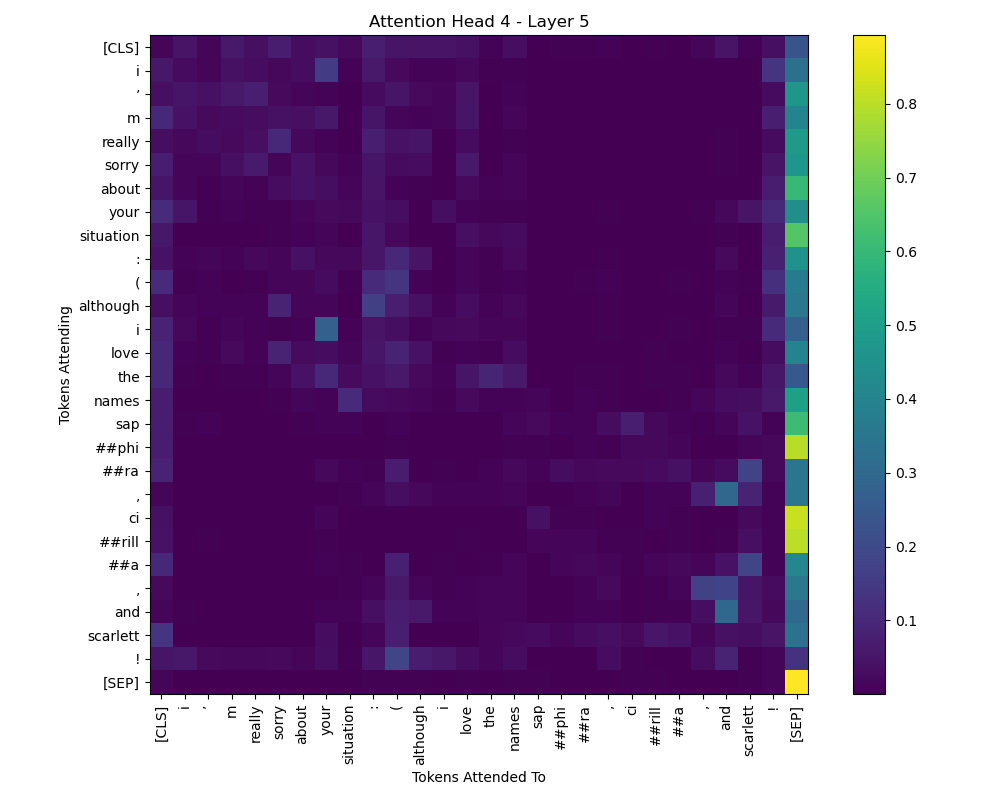 Attention Head 4 - Layer 5
Tokens Attending
[CLS]
i
'
m
really
sorry
about
your
situation
:
(
although
i
love
the
names
sap
##phi
##ra
,
ci
##rill
##a
,
and
scarlett
!
[SEP]
[CLS] i ' m really sorry about your situation : ( although i love the names sap ##phi ##ra , ci ##rill ##a , and scarlett ! [SEP]
Tokens Attended To
0.8
0.7
0.6
0.5
0.4
0.3
0.2
0.1